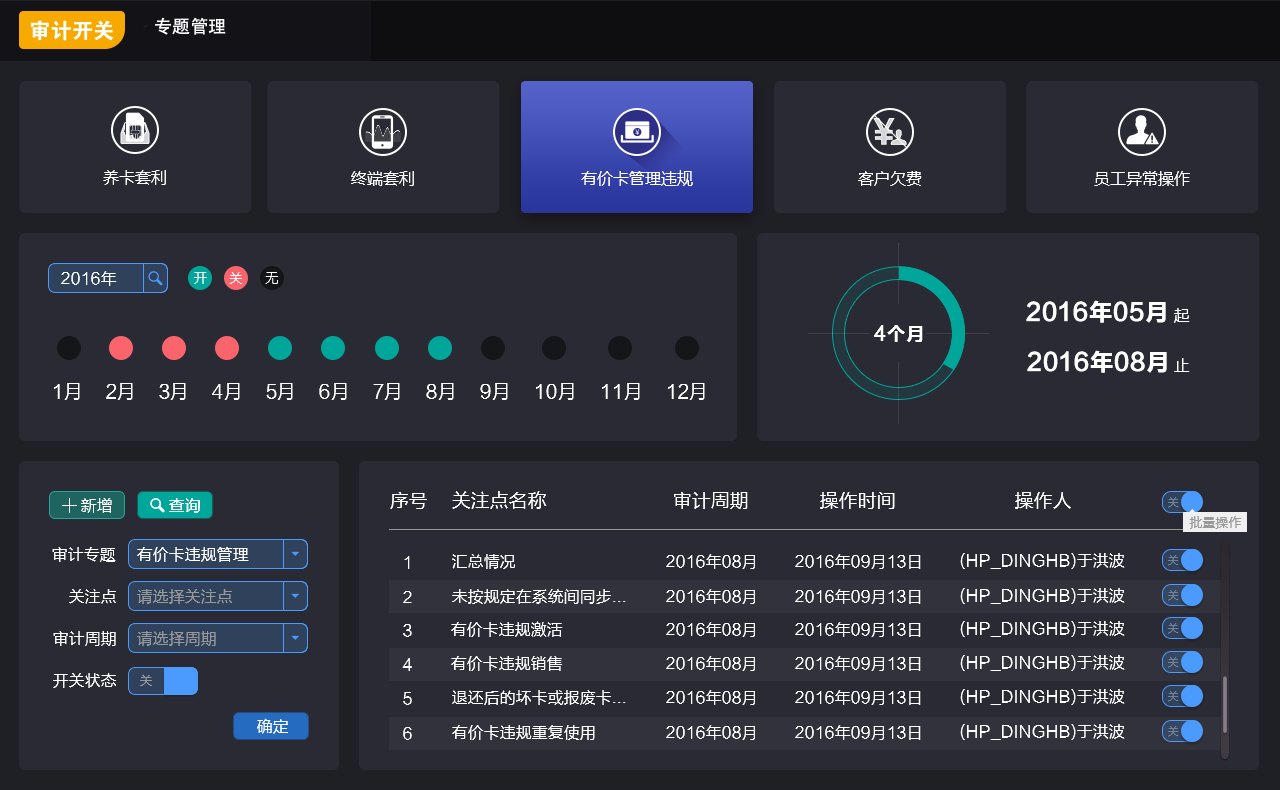 审计开关 专题管理
养卡套利 终端套利 有价卡管理违规 客户欠费 员工异常操作
2016年 开 关 无
1月 2月 3月 4月 5月 6月 7月 8月 9月 10月 11月 12月
4个月
2016年05月 起
2016年08月 止
新增 查询
审计专题 有价卡违规管理
关注点 请选择关注点
审计周期 请选择周期
开关状态 关
确定
序号 关注点名称 审计周期 操作时间 操作人 关
批量操作
1 汇总情况 2016年08月 2016年09月13日 (HP_DINGHB)于洪波 关
2 未按规定在系统间同步... 2016年08月 2016年09月13日 (HP_DINGHB)于洪波 关
3 有价卡违规激活 2016年08月 2016年09月13日 (HP_DINGHB)于洪波 关
4 有价卡违规销售 2016年08月 2016年09月13日 (HP_DINGHB)于洪波 关
5 退还后的坏卡或报废卡... 2016年08月 2016年09月13日 (HP_DINGHB)于洪波 关
6 有价卡违规重复使用 2016年08月 2016年09月13日 (HP_DINGHB)于洪波 关